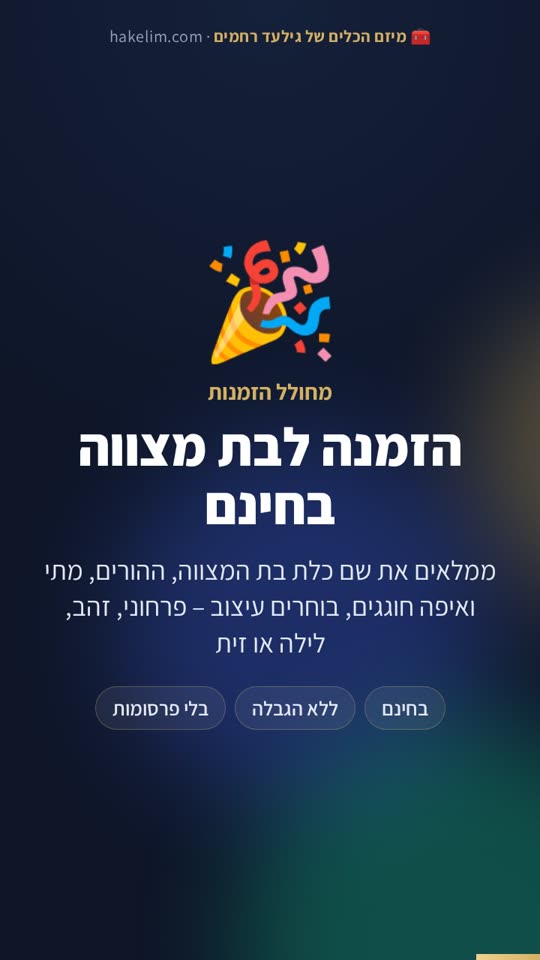 🧰 מיזם הכלים של גילעד רחמים · hakelim.com
מחולל הזמנות
הזמנה לבת מצווה
בחינם
ממלאים את שם כלת בת המצווה, ההורים, מתי
ואיפה חוגגים, בוחרים עיצוב – פרחוני, זהב,
לילה או זית
בחינם
ללא הגבלה
בלי פרסומות